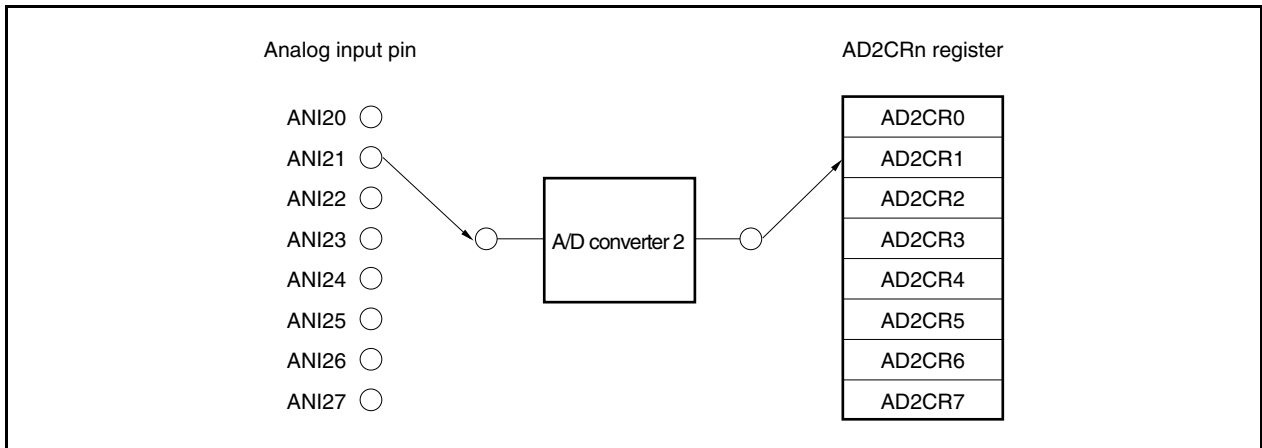 Analog input pin
AD2CRn register
ANI20
AD2CR0
ANI21
AD2CR1
ANI22
AD2CR2
ANI23
A/D converter 2
AD2CR3
ANI24
AD2CR4
ANI25
AD2CR5
ANI26
AD2CR6
ANI27
AD2CR7